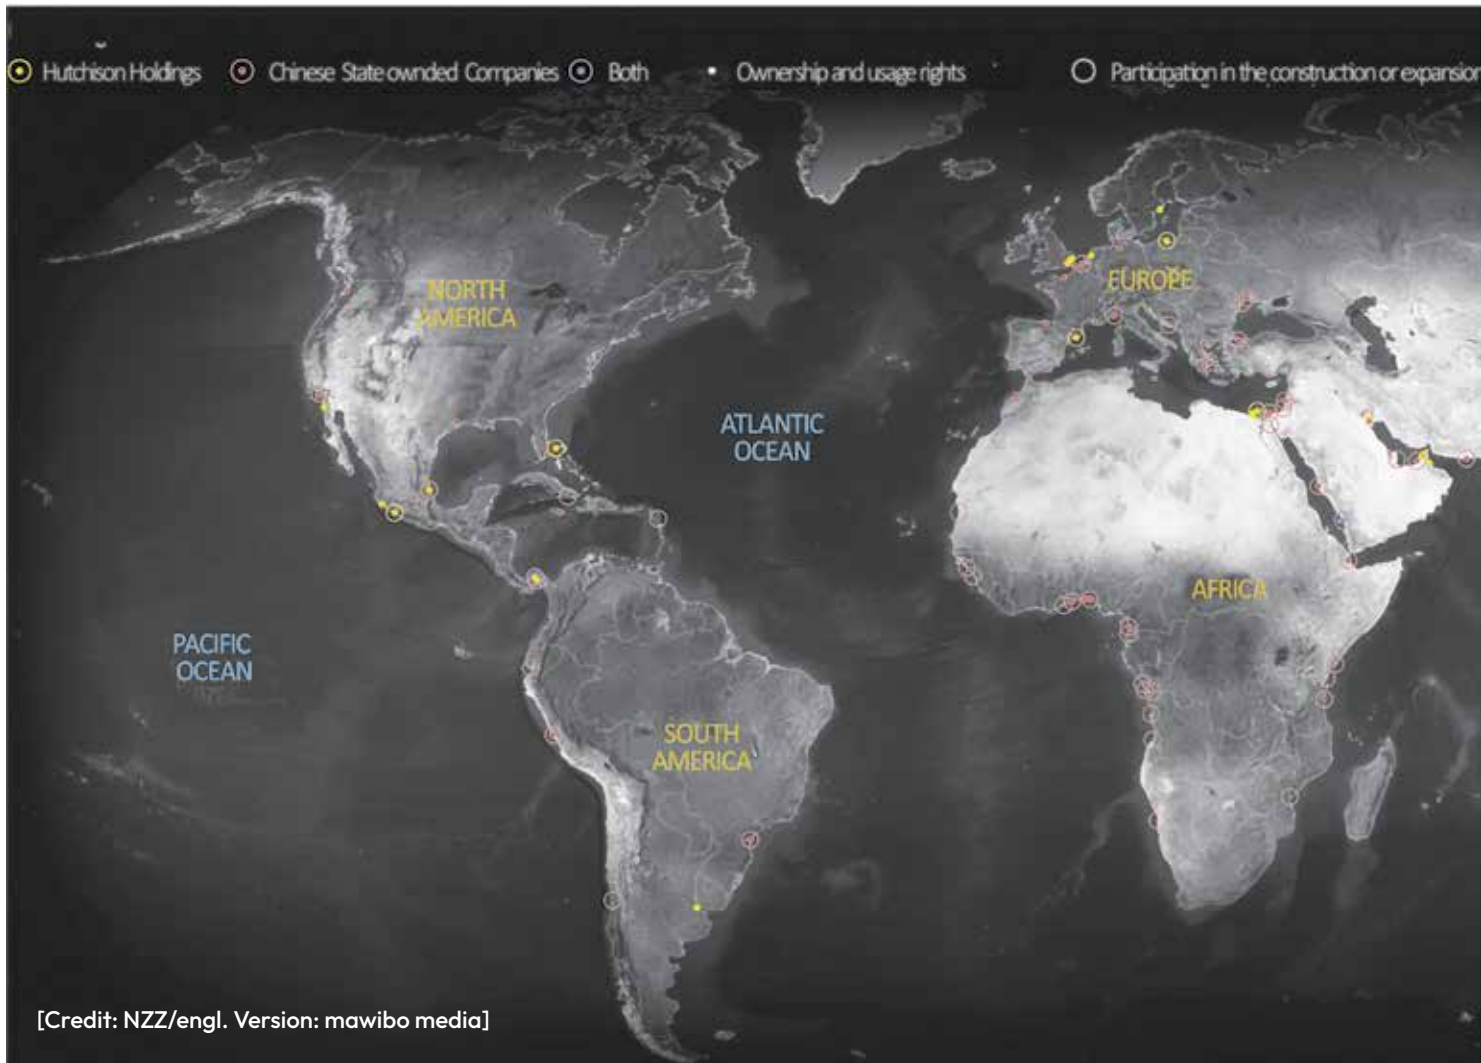 Hutchison Holdings
Chinese State ownded Companies
Both
Ownership and usage rights
Participation in the construction or expansion
NORTH
AMERICA
EUROPE
ATLANTIC
OCEAN
AFRICA
PACIFIC
OCEAN
SOUTH
AMERICA
[Credit: NZZ/engl. Version: mawibo media]